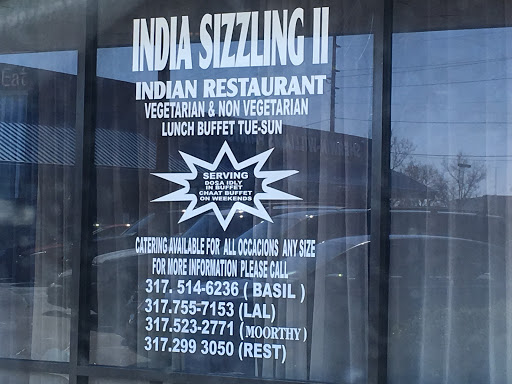 Eat
INDIA SIZZLING II
INDIAN RESTAURANT
VEGETARIAN & NON VEGETARIAN
LUNCH BUFFET TUE-SUN
SERVING
DOSA IDLY
IN BUFFET
CHAAT BUFFET
ON WEEKENDS
CATERING AVAILABLE FOR ALL OCCACIONS ANY SIZE
FOR MORE INFORMATION PLEASE CALL
317. 514-6236 ( BASIL )
317.755-7153 (LAL)
317.523-2771 (MOORTHY)
317.299 3050 (REST)